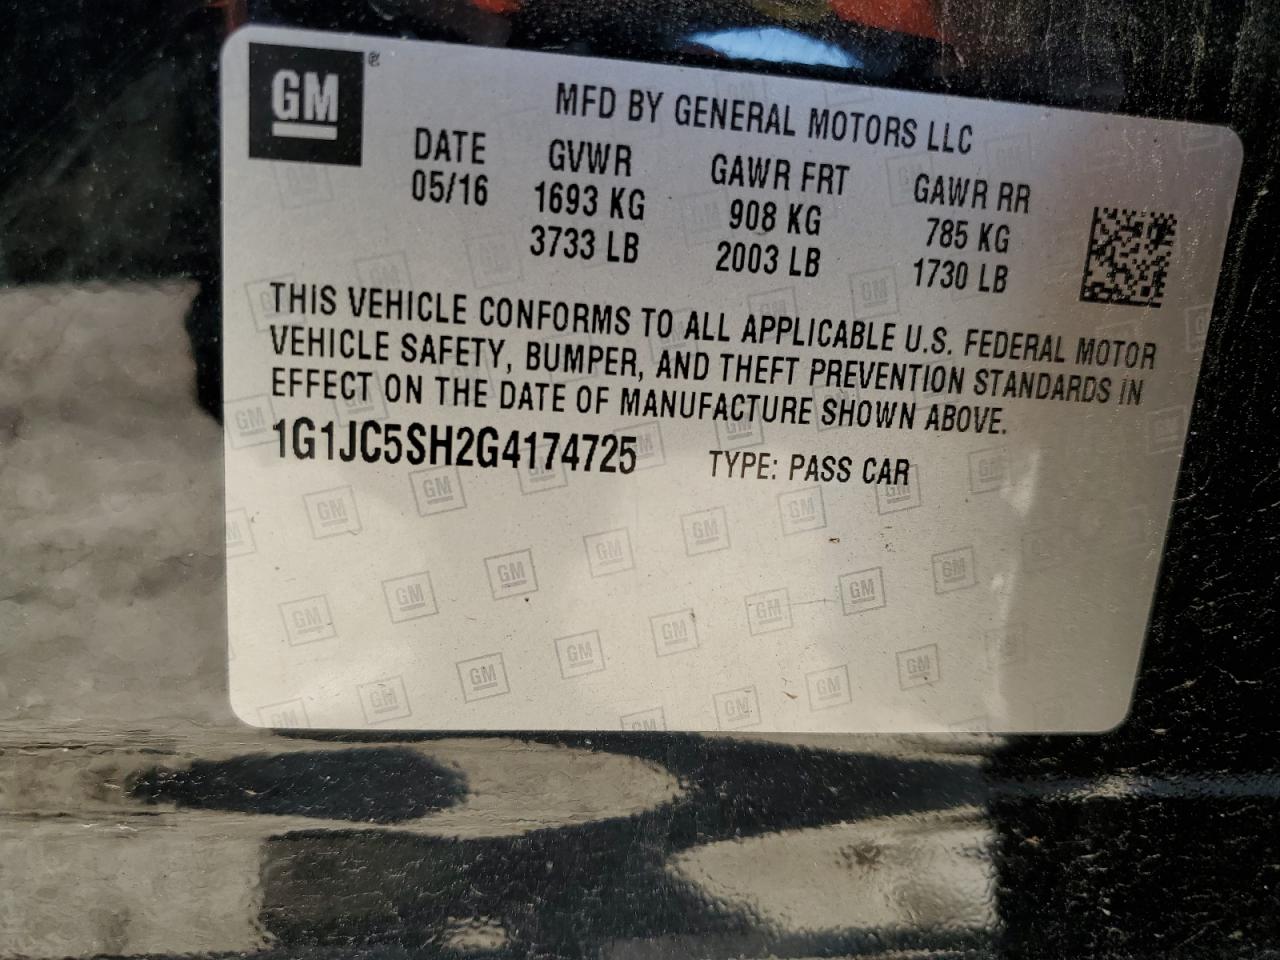 GM
MFD BY GENERAL MOTORS LLC
DATE GVWR GAWR FRT GAWR RR
05/16 1693 KG 908 KG 785 KG
3733 LB 2003 LB 1730 LB
THIS VEHICLE CONFORMS TO ALL APPLICABLE U.S. FEDERAL MOTOR
VEHICLE SAFETY, BUMPER, AND THEFT PREVENTION STANDARDS IN
EFFECT ON THE DATE OF MANUFACTURE SHOWN ABOVE.
1G1JC5SH2G4174725 TYPE: PASS CAR